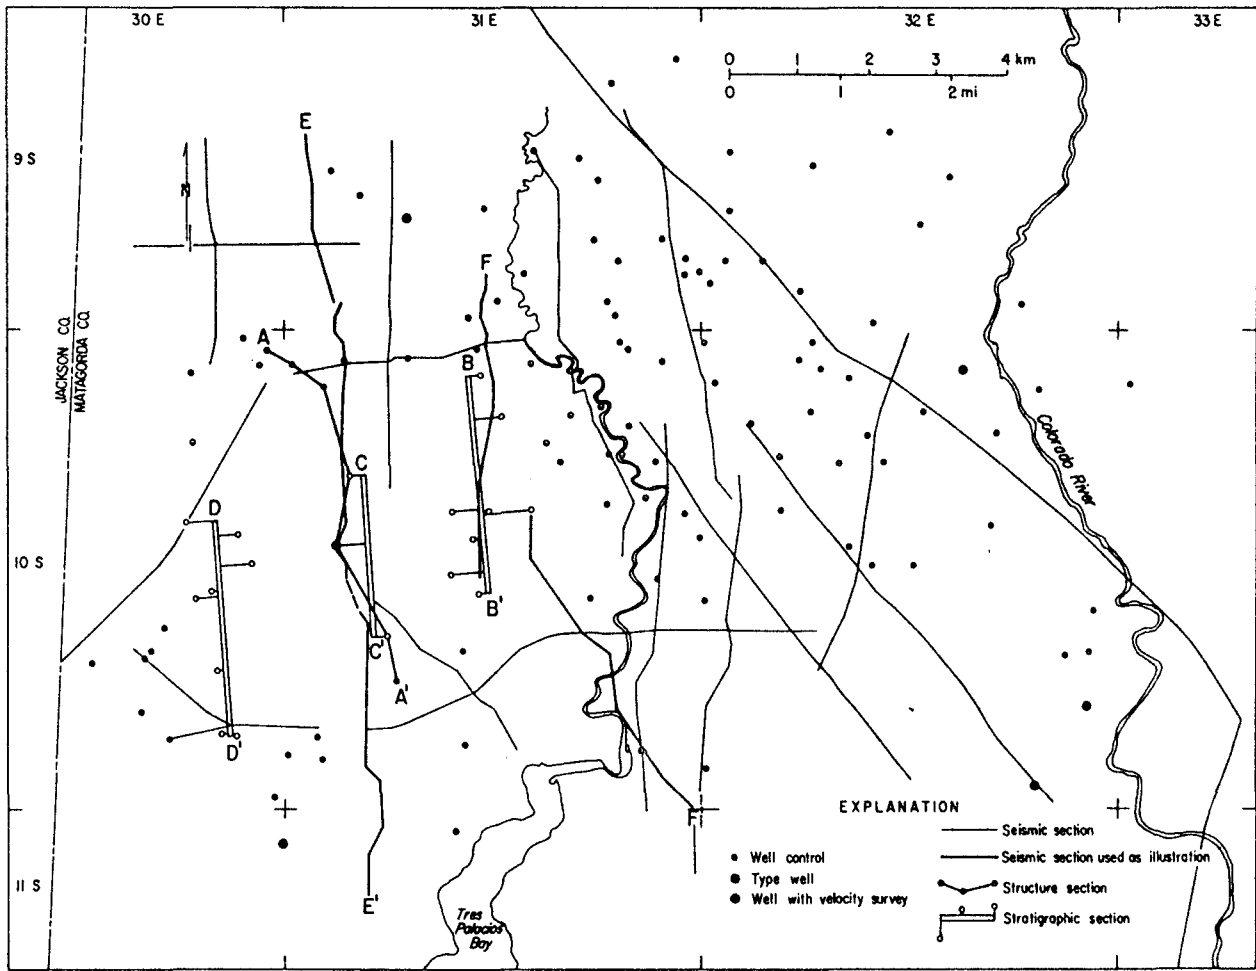 30 E
31 E
32 E
33 E
0 1 2 3 4 km
0 1 2 mi
9 S
E
N
F
A
JACKSON CO.
MATAGORDA CO.
B
C
D
Colorado River
10 S
B'
C'
A'
D'
F'
EXPLANATION
Well control
Type well
Well with velocity survey
Seismic section
Seismic section used as illustration
Structure section
Stratigraphic section
11 S
E'
Tres
Palacios
Bay